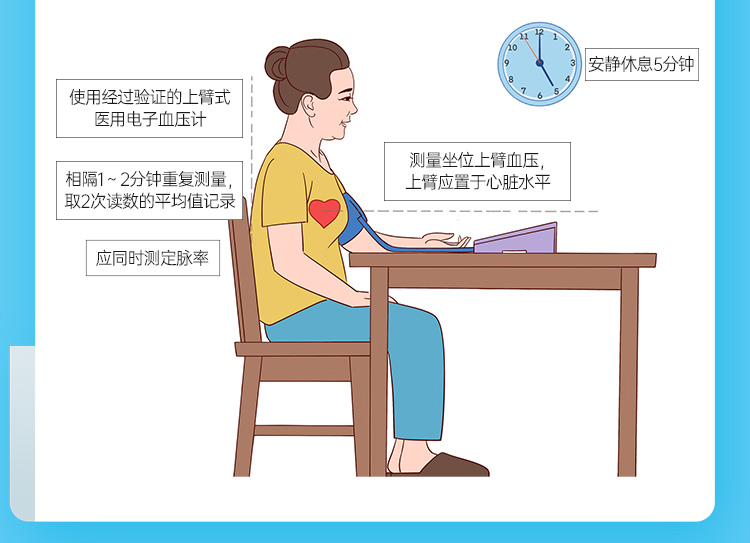 使用经过验证的上臂式
医用电子血压计
相隔1~2分钟重复测量，
取2次读数的平均值记录
应同时测定脉率
测量坐位上臂血压，
上臂应置于心脏水平
安静休息5分钟
12
1
2
3
4
5
6
7
8
9
10
11